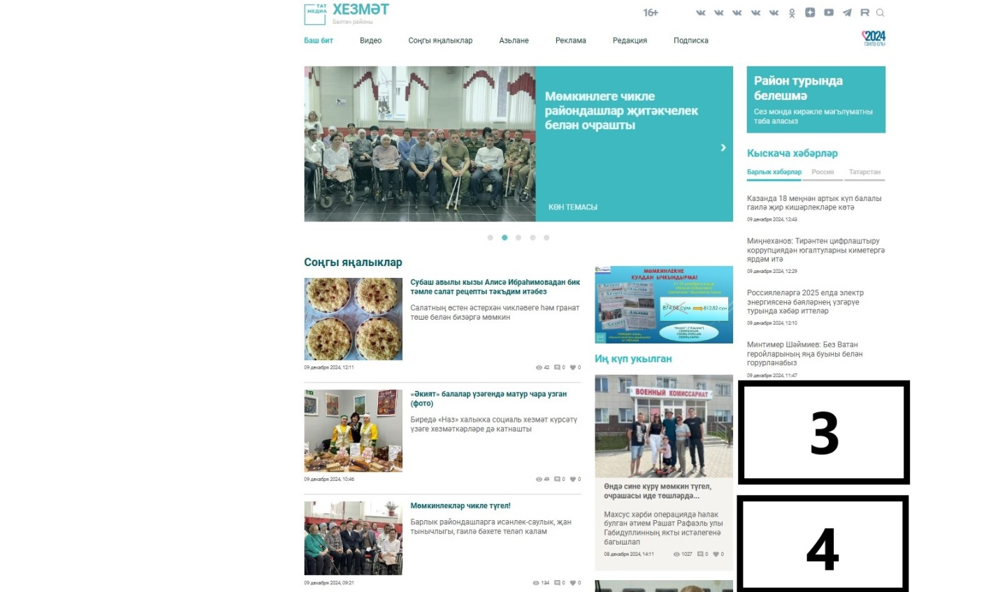 ТАТ
МЕДИА
ХЕЗМӘТ
Балтач районы
16+
Баш бит
Видео
Соңгы яңалыклар
Азьлане
Реклама
Редакция
Подписка
2024
ГАИЛӘ ЕЛЫ
Мөмкинлеге чикле
райондашлар җитәкчелек
белән очрашты
КӨН ТЕМАСЫ
Район турында
белешмә
Сез монда кирәкле мәгълүматны
таба аласыз
Кыскача хәбәрләр
Барлык хәбәрләр
Россия
Татарстан
Казанда 18 меңнән артык күп балалы
гаилә җир кишәрлекләре көтә
09 декабря 2024, 12:43
Миңнеханов: Тирәнтен цифрлаштыру
коррупциядән югалтуларны киметергә
ярдәм итә
09 декабря 2024, 12:29
Россиялеләргә 2025 елда электр
энергиясенә бәяләрнең үзгәрүе
турында хәбәр иттеләр
09 декабря 2024, 12:10
Минтимер Шәймиев: Без Ватан
геройларының яңа буыны белән
горурланабыз
09 декабря 2024, 11:47
3
4
Соңгы яңалыклар
Субаш авылы кызы Алисә Ибраһимовадан бик
тәмле салат рецепты тәкъдим итәбез
Салатның өстен әстерхән чикләвеге һәм гранат
төше белән бизәргә мөмкин
09 декабря 2024, 12:11
42 0 0
«Әкият» балалар үзәгендә матур чара узган
(фото)
Биредә «Наз» халыкка социаль хезмәт күрсәтү
үзәге хезмәткәрләре дә катнашты
09 декабря 2024, 10:46
49 0 0
Мөмкинлекләр чикле түгел!
Барлык райондашларга исәнлек-саулык, җан
тынычлыгы, гаилә бәхете теләп калам
09 декабря 2024, 09:21
134 0 0
МӨМКИНЛЕКНЕ
КУЛДАН ЫЧКЫНДЫРМА!
874,08 сум
812,82 сум
Иң күп укылган
ВОЕННЫЙ КОМИССАРИАТ
Өндә сине күрү мөмкин түгел,
очрашасы иде төшләрдә...
Махсус хәрби операциядә һәлак
булган әтием Рашат Рафаэль улы
Габидуллинның якты истәлегенә
багышлап
08 декабря 2024, 14:11
1027 0 0